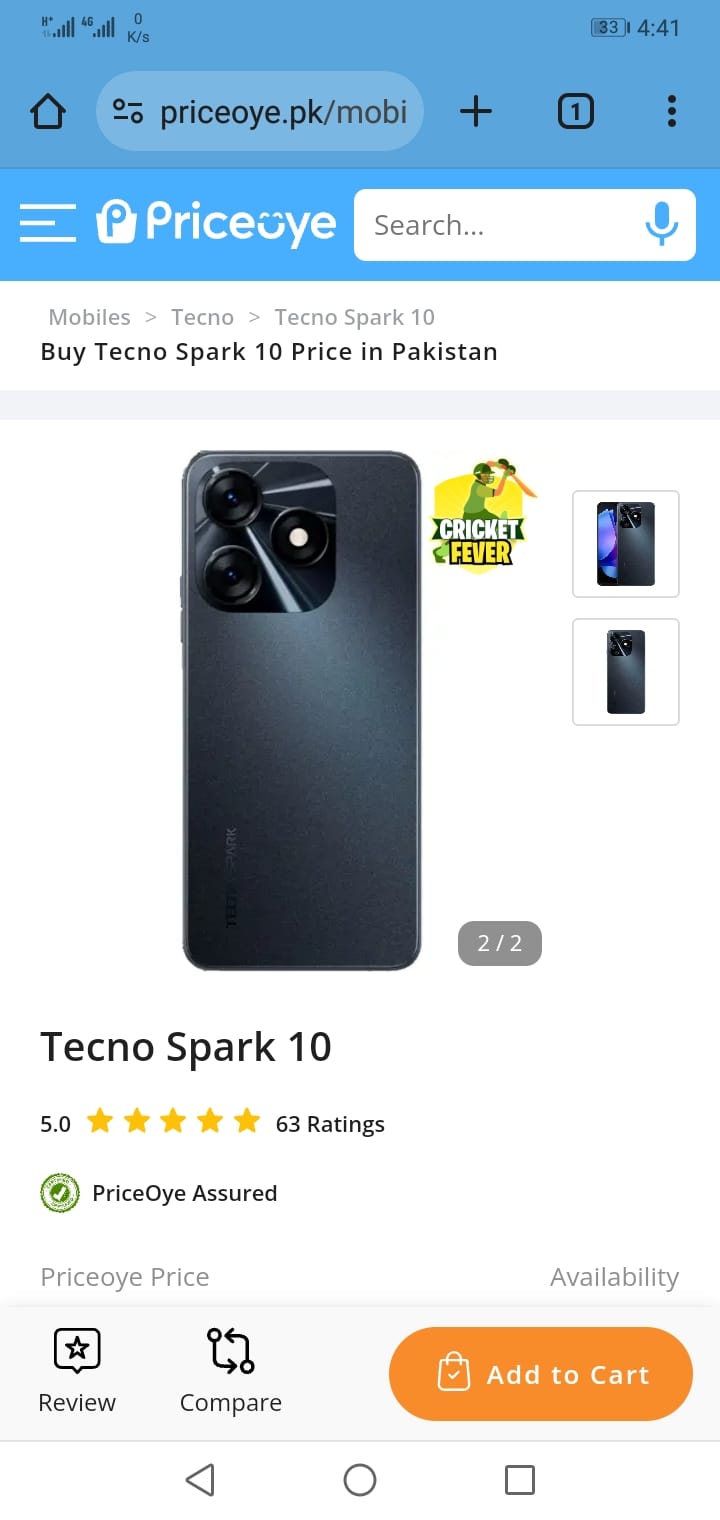 H+ 4G 0 K/s 33 4:41
priceoye.pk/mobi 1
Priceoye Search...
Mobiles > Tecno > Tecno Spark 10
Buy Tecno Spark 10 Price in Pakistan
CRICKET
FEVER
SPARK
2 / 2
Tecno Spark 10
5.0 63 Ratings
PriceOye Assured
Priceoye Price Availability
Review Compare Add to Cart